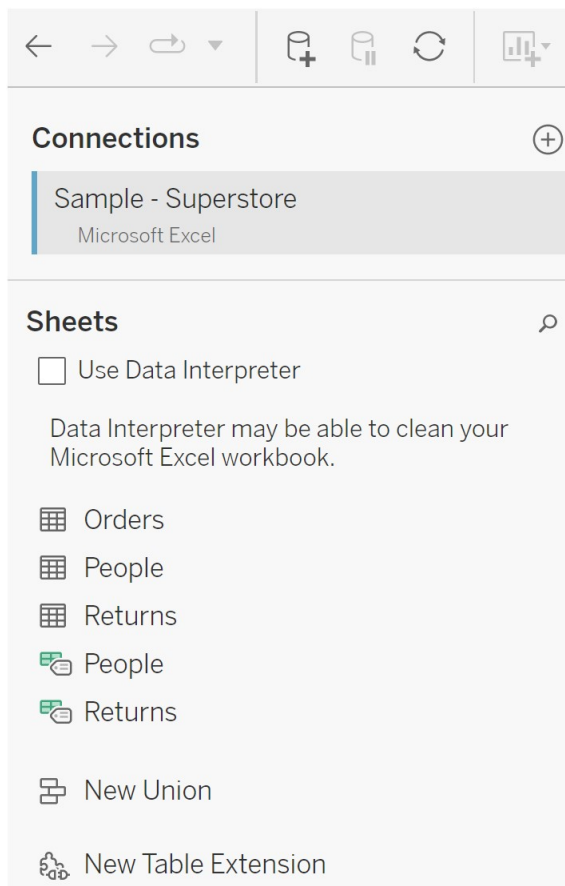 Connections
Sample - Superstore
Microsoft Excel
Sheets
Use Data Interpreter
Data Interpreter may be able to clean your
Microsoft Excel workbook.
Orders
People
Returns
People
Returns
New Union
New Table Extension